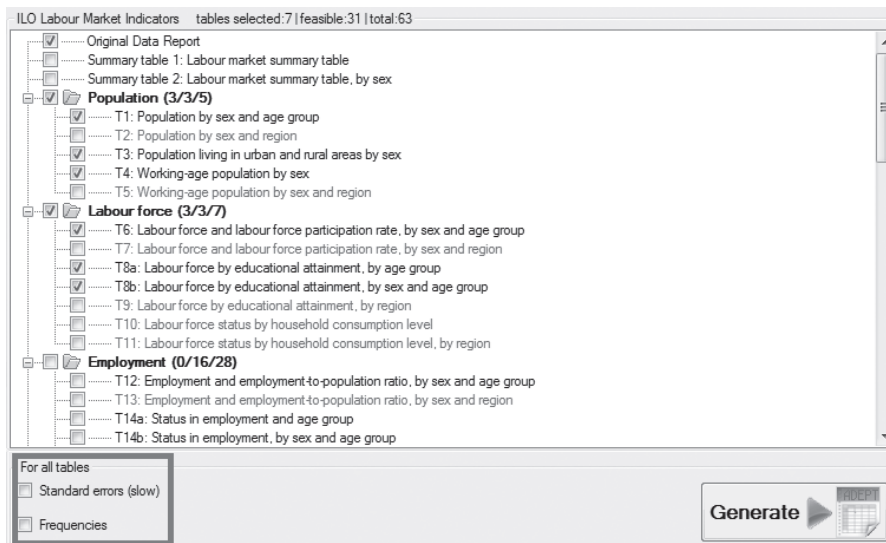 ILO Labour Market Indicators tables selected:7|feasible:31|total:63
Original Data Report
Summary table 1: Labour market summary table
Summary table 2: Labour market summary table, by sex
Population (3/3/5)
T1: Population by sex and age group
T2: Population by sex and region
T3: Population living in urban and rural areas by sex
T4: Working-age population by sex
T5: Working-age population by sex and region
Labour force (3/3/7)
T6: Labour force and labour force participation rate, by sex and age group
T7: Labour force and labour force participation rate, by sex and region
T8a: Labour force by educational attainment, by age group
T8b: Labour force by educational attainment, by sex and age group
T9: Labour force by educational attainment, by region
T10: Labour force status by household consumption level
T11: Labour force status by household consumption level, by region
Employment (0/16/28)
T12: Employment and employment-to-population ratio, by sex and age group
T13: Employment and employment-to-population ratio, by sex and region
T14a: Status in employment and age group
T14b: Status in employment, by sex and age group
For all tables
Standard errors (slow)
Frequencies
Generate
ADEPT